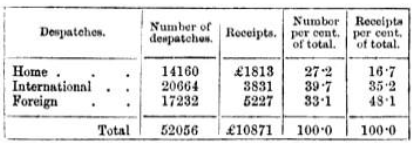 Despatches. Number of despatches. Receipts. Number per cent. of total. Receipts per cent. of total.
Home . . . 14160 £1813 27·2 16·7
International . . 20664 3831 39·7 35·2
Foreign . . 17232 5227 33·1 48·1
Total 52056 £10871 100·0 100·0